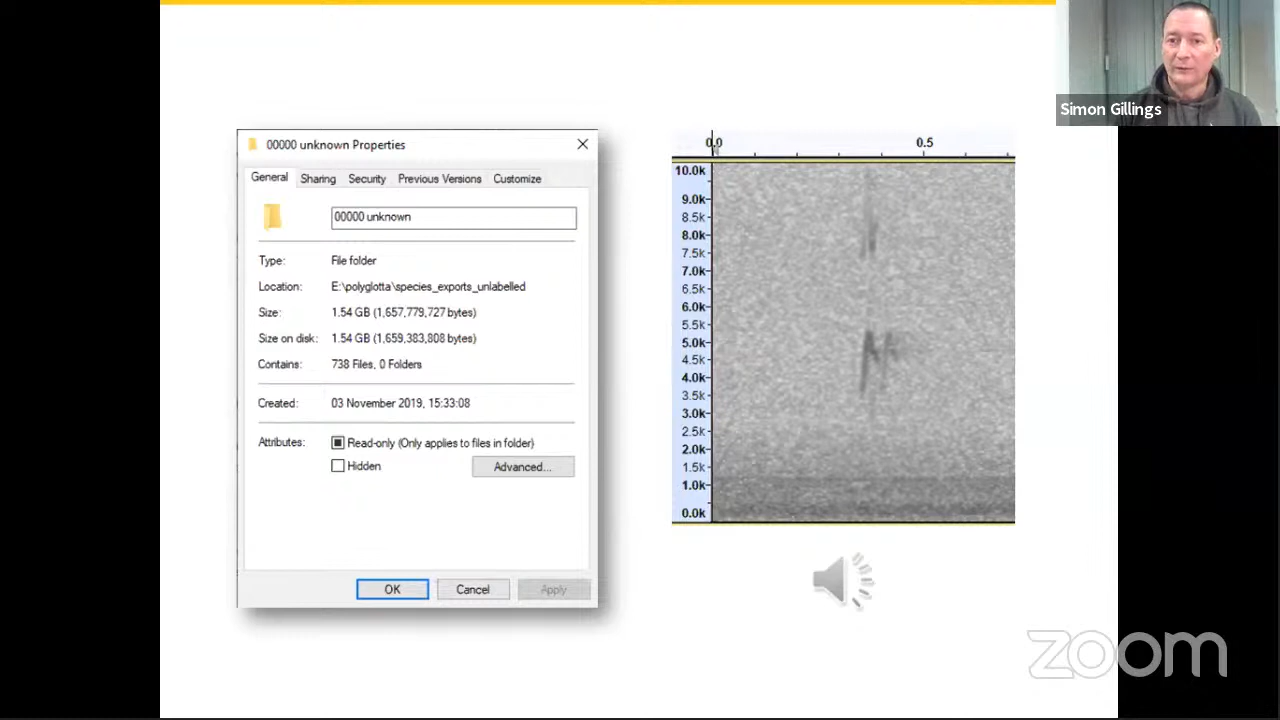 Simon Gillings
00000 unknown Properties
General Sharing Security Previous Versions Customize
00000 unknown
Type: File folder
Location: E:\polyglotta\species_exports_unlabelled
Size: 1.54 GB (1,657,779,727 bytes)
Size on disk: 1.54 GB (1,659,383,808 bytes)
Contains: 738 Files, 0 Folders
Created: 03 November 2019, 15:33:08
Attributes: Read-only (Only applies to files in folder)
Hidden Advanced...
OK Cancel Apply
0.0 0.5
10.0k
9.0k
8.5k
8.0k
7.5k
7.0k
6.5k
6.0k
5.5k
5.0k
4.5k
4.0k
3.5k
3.0k
2.5k
2.0k
1.5k
1.0k
0.0k
zoom